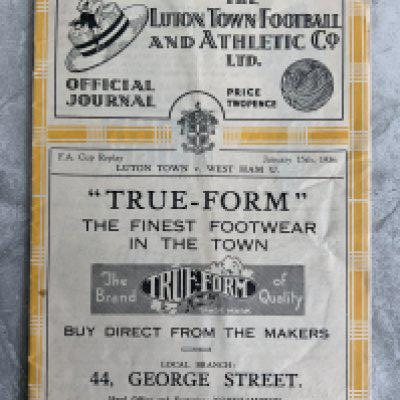 THE
LUTON TOWN FOOTBALL
AND ATHLETIC Co
LTD.
OFFICIAL
JOURNAL
PRICE
TWOPENCE
F.A. Cup Replay January 15th, 1936
LUTON TOWN v. WEST HAM U.
"TRUE-FORM"
THE FINEST FOOTWEAR
IN THE TOWN
The TRUE-FORM of
Brand Quality
TRADE MARK
BUY DIRECT FROM THE MAKERS
LOCAL BRANCH:
44, GEORGE STREET.